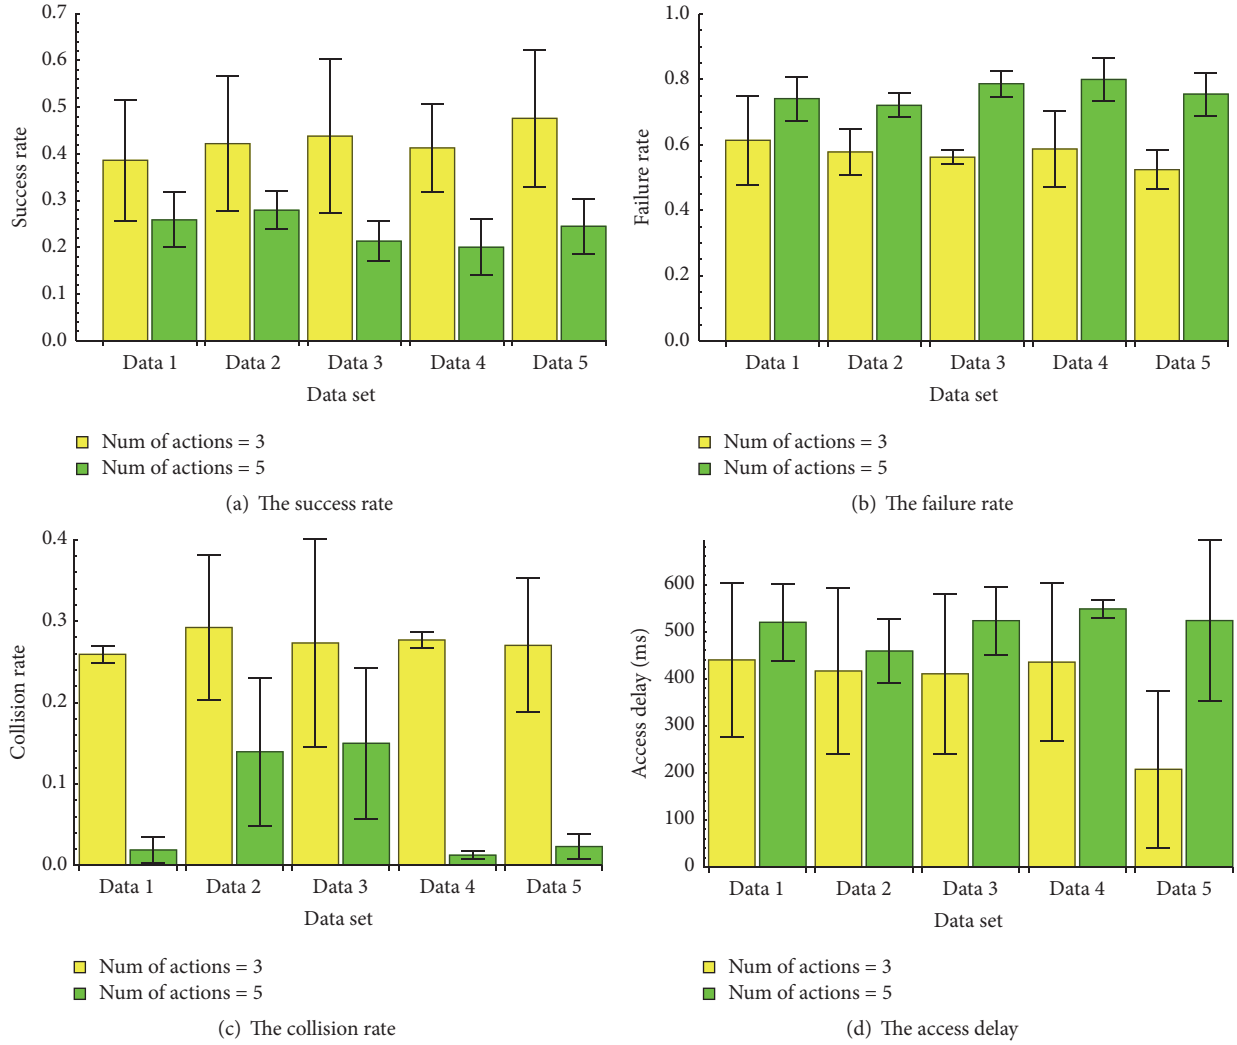 Success rate
0.7
0.6
0.5
0.4
0.3
0.2
0.1
0.0
Data 1 Data 2 Data 3 Data 4 Data 5
Data set
Num of actions = 3
Num of actions = 5
(a) The success rate
Failure rate
1.0
0.8
0.6
0.4
0.2
0.0
Data 1 Data 2 Data 3 Data 4 Data 5
Data set
Num of actions = 3
Num of actions = 5
(b) The failure rate
Collision rate
0.4
0.3
0.2
0.1
0.0
Data 1 Data 2 Data 3 Data 4 Data 5
Data set
Num of actions = 3
Num of actions = 5
(c) The collision rate
Access delay (ms)
600
500
400
300
200
100
0
Data 1 Data 2 Data 3 Data 4 Data 5
Data set
Num of actions = 3
Num of actions = 5
(d) The access delay